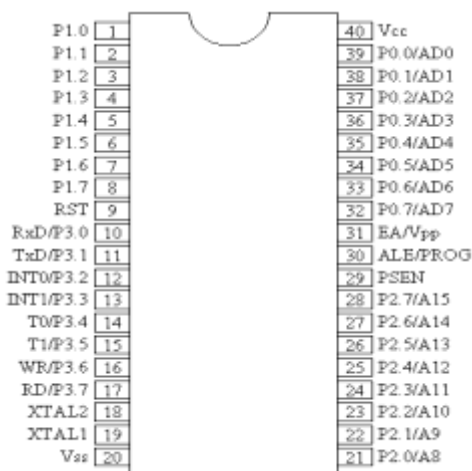 P1.0 1 40 Vcc
P1.1 2 39 P0.0/AD0
P1.2 3 38 P0.1/AD1
P1.3 4 37 P0.2/AD2
P1.4 5 36 P0.3/AD3
P1.5 6 35 P0.4/AD4
P1.6 7 34 P0.5/AD5
P1.7 8 33 P0.6/AD6
RST 9 32 P0.7/AD7
RxD/P3.0 10 31 EA/Vpp
TxD/P3.1 11 30 ALE/PROG
INT0/P3.2 12 29 PSEN
INT1/P3.3 13 28 P2.7/A15
T0/P3.4 14 27 P2.6/A14
T1/P3.5 15 26 P2.5/A13
WR/P3.6 16 25 P2.4/A12
RD/P3.7 17 24 P2.3/A11
XTAL2 18 23 P2.2/A10
XTAL1 19 22 P2.1/A9
Vss 20 21 P2.0/A8